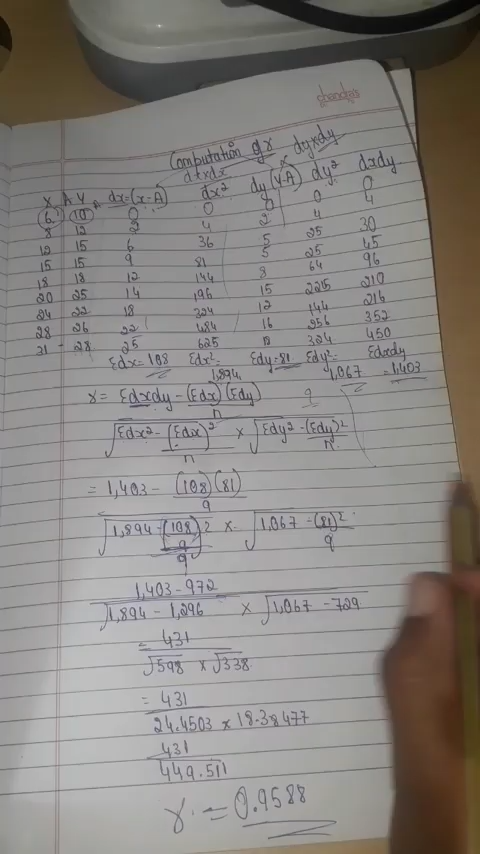 Computation of r
dx×dx dy×dy
X A Y A dx=(x-A) dx² dy (Y-A) dy² dxdy
6 10 0 0 0 0 0
8 12 2 4 2 4 4
12 15 6 36 5 25 30
15 15 9 81 5 25 45
18 18 12 144 8 64 96
20 25 14 196 15 225 210
24 22 18 324 12 144 216
28 26 22 484 16 256 352
31 28 25 625 18 324 450
Σdx=108 Σdx²= Σdy=81 Σdy²= Σdxdy
1,894 1,067 =1,403
r = Σdxdy - (Σdx)(Σdy)
n
9
√Σdx² - (Σdx)² × √Σdy² - (Σdy)²
n n
= 1,403 - (108)(81)
9
√1,894 - (108)² × √1,067 - (81)²
9 9
1,403 - 972
√1,894 - 1,296 × √1,067 - 729
= 431
√598 × √338
= 431
24.4503 × 18.38477
431
449.511
r = 0.9588